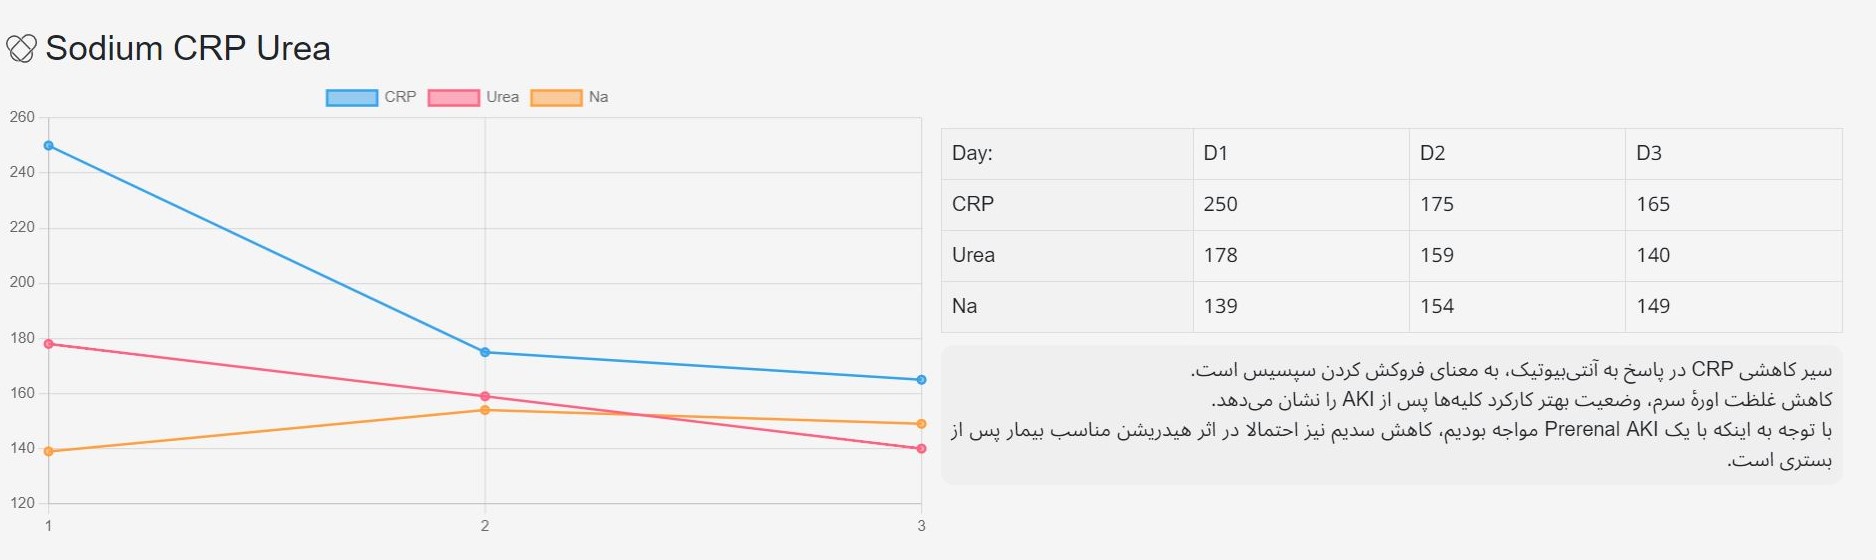 Sodium CRP Urea
CRP Urea Na
260
240
220
200
180
160
140
120
1 2 3
Day: D1 D2 D3
CRP 250 175 165
Urea 178 159 140
Na 139 154 149
سیر کاهشی CRP در پاسخ به آنتی‌بیوتیک، به معنای فروکش کردن سپسیس است.
کاهش غلظت اورهٔ سرم، وضعیت بهتر کارکرد کلیه‌ها پس از AKI را نشان می‌دهد.
با توجه به اینکه با یک Prerenal AKI مواجه بودیم، کاهش سدیم نیز احتمالا در اثر هیدریشن مناسب بیمار پس از
بستری است.